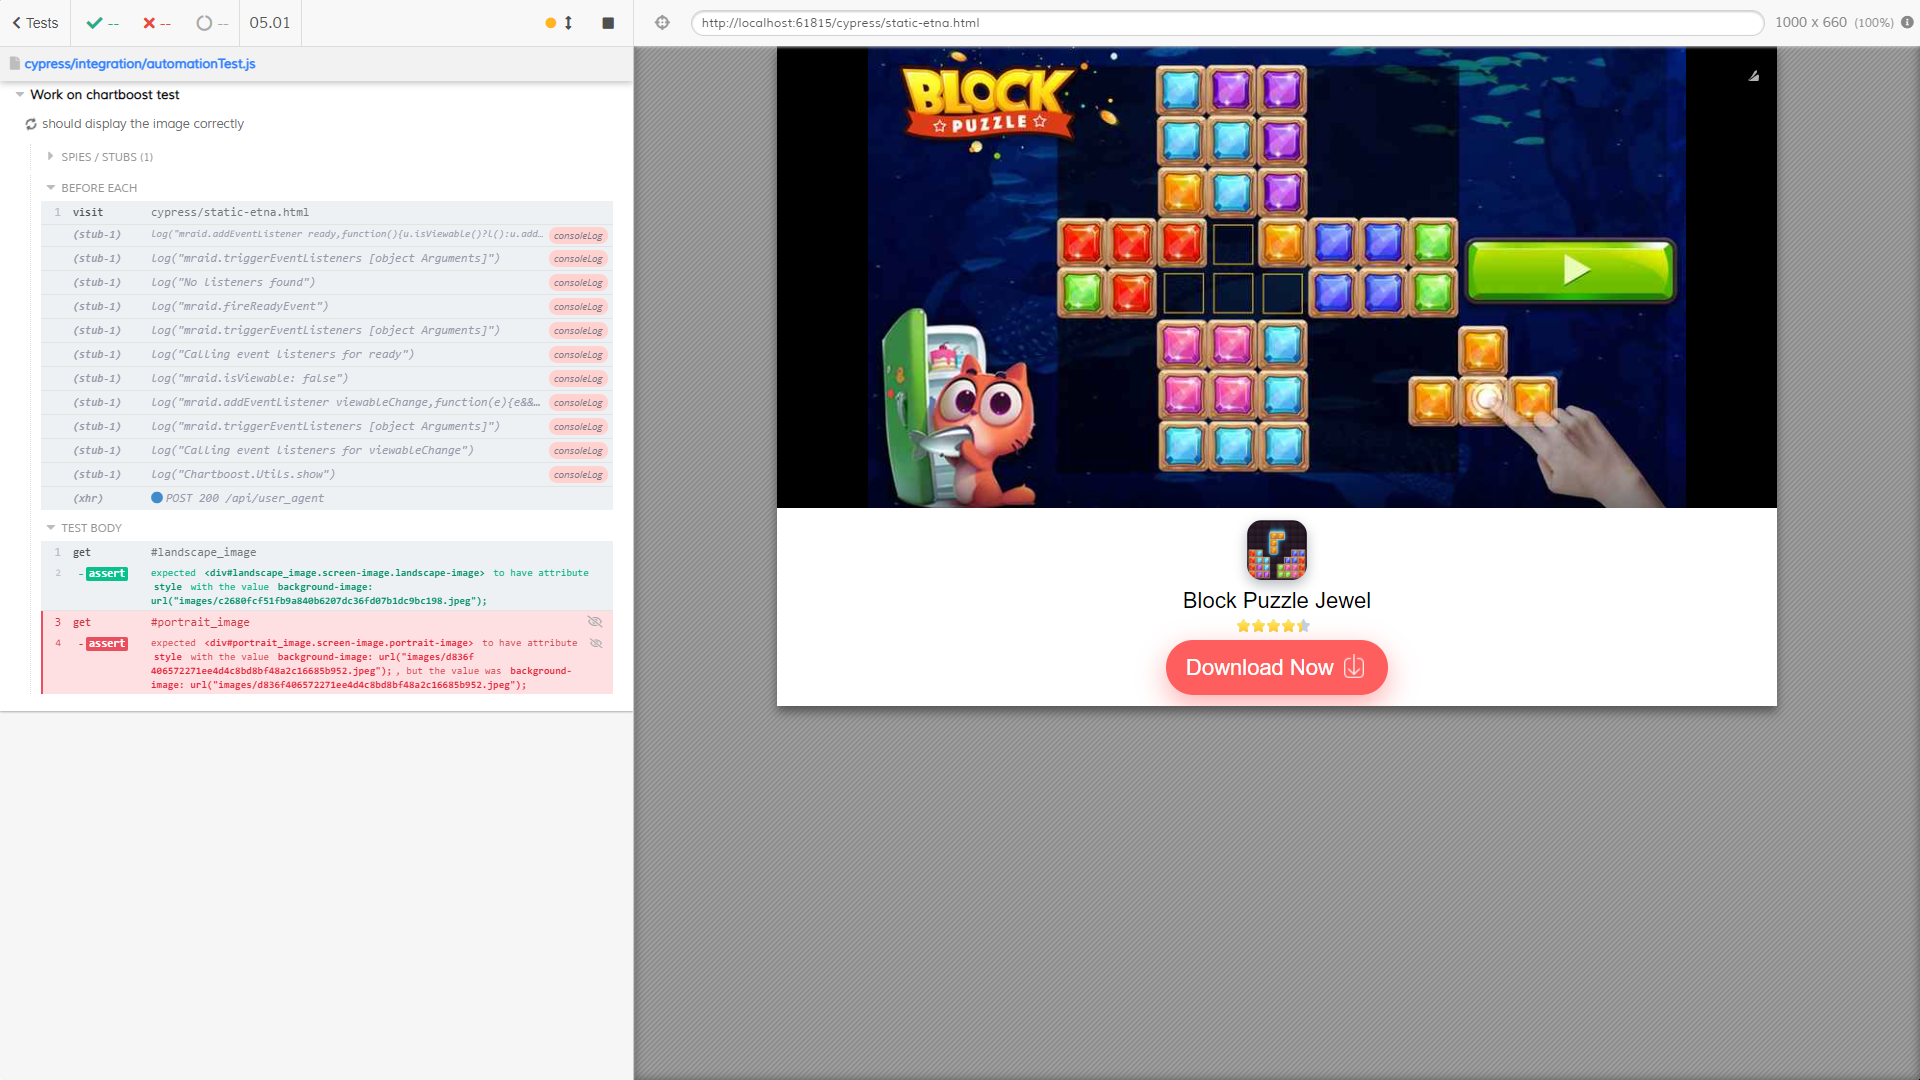 Tests
--
--
--
05.01
http://localhost:61815/cypress/static-etna.html
1000 x 660 (100%)
cypress/integration/automationTest.js
Work on chartboost test
should display the image correctly
SPIES / STUBS (1)
BEFORE EACH
1 visit cypress/static-etna.html
(stub-1) log("mraid.addEventListener ready,function(){u.isViewable()?l():u.add… consoleLog
(stub-1) log("mraid.triggerEventListeners [object Arguments]") consoleLog
(stub-1) log("No listeners found") consoleLog
(stub-1) log("mraid.fireReadyEvent") consoleLog
(stub-1) log("mraid.triggerEventListeners [object Arguments]") consoleLog
(stub-1) log("Calling event listeners for ready") consoleLog
(stub-1) log("mraid.isViewable: false") consoleLog
(stub-1) log("mraid.addEventListener viewableChange,function(e){e&&… consoleLog
(stub-1) log("mraid.triggerEventListeners [object Arguments]") consoleLog
(stub-1) log("Calling event listeners for viewableChange") consoleLog
(stub-1) log("Chartboost.Utils.show") consoleLog
(xhr) POST 200 /api/user_agent
TEST BODY
1 get #landscape_image
2 - assert expected <div#landscape_image.screen-image.landscape-image> to have attribute
style with the value background-image:
url("images/c2680fcf51fb9a840b6207dc36fd07b1dc9bc198.jpeg");
3 get #portrait_image
4 - assert expected <div#portrait_image.screen-image.portrait-image> to have attribute
style with the value background-image: url("images/d836f
406572271ee4d4c8bd8bf48a2c16685b952.jpeg"); , but the value was background-
image: url("images/d836f406572271ee4d4c8bd8bf48a2c16685b952.jpeg");
BLOCK
PUZZLE
Block Puzzle Jewel
Download Now